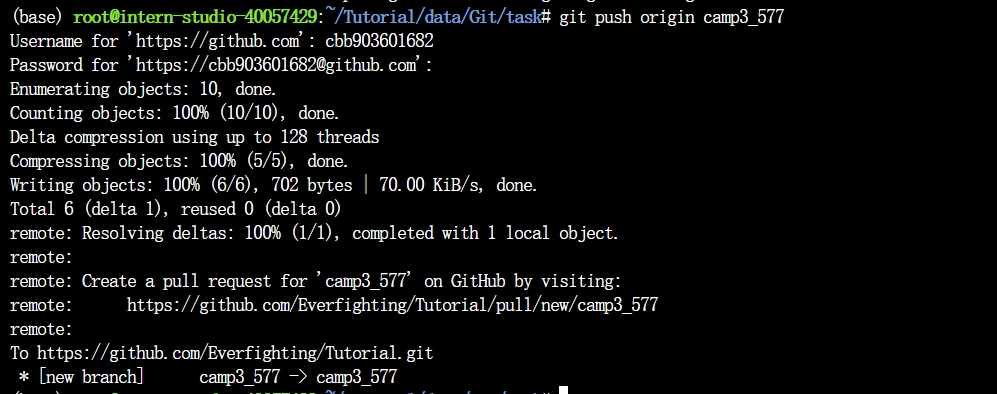 (base) root@intern-studio-40057429:~/Tutorial/data/Git/task# git push origin camp3_577
Username for 'https://github.com': cbb903601682
Password for 'https://cbb903601682@github.com':
Enumerating objects: 10, done.
Counting objects: 100% (10/10), done.
Delta compression using up to 128 threads
Compressing objects: 100% (5/5), done.
Writing objects: 100% (6/6), 702 bytes | 70.00 KiB/s, done.
Total 6 (delta 1), reused 0 (delta 0)
remote: Resolving deltas: 100% (1/1), completed with 1 local object.
remote:
remote: Create a pull request for 'camp3_577' on GitHub by visiting:
remote:      https://github.com/Everfighting/Tutorial/pull/new/camp3_577
remote:
To https://github.com/Everfighting/Tutorial.git
 * [new branch]      camp3_577 -> camp3_577